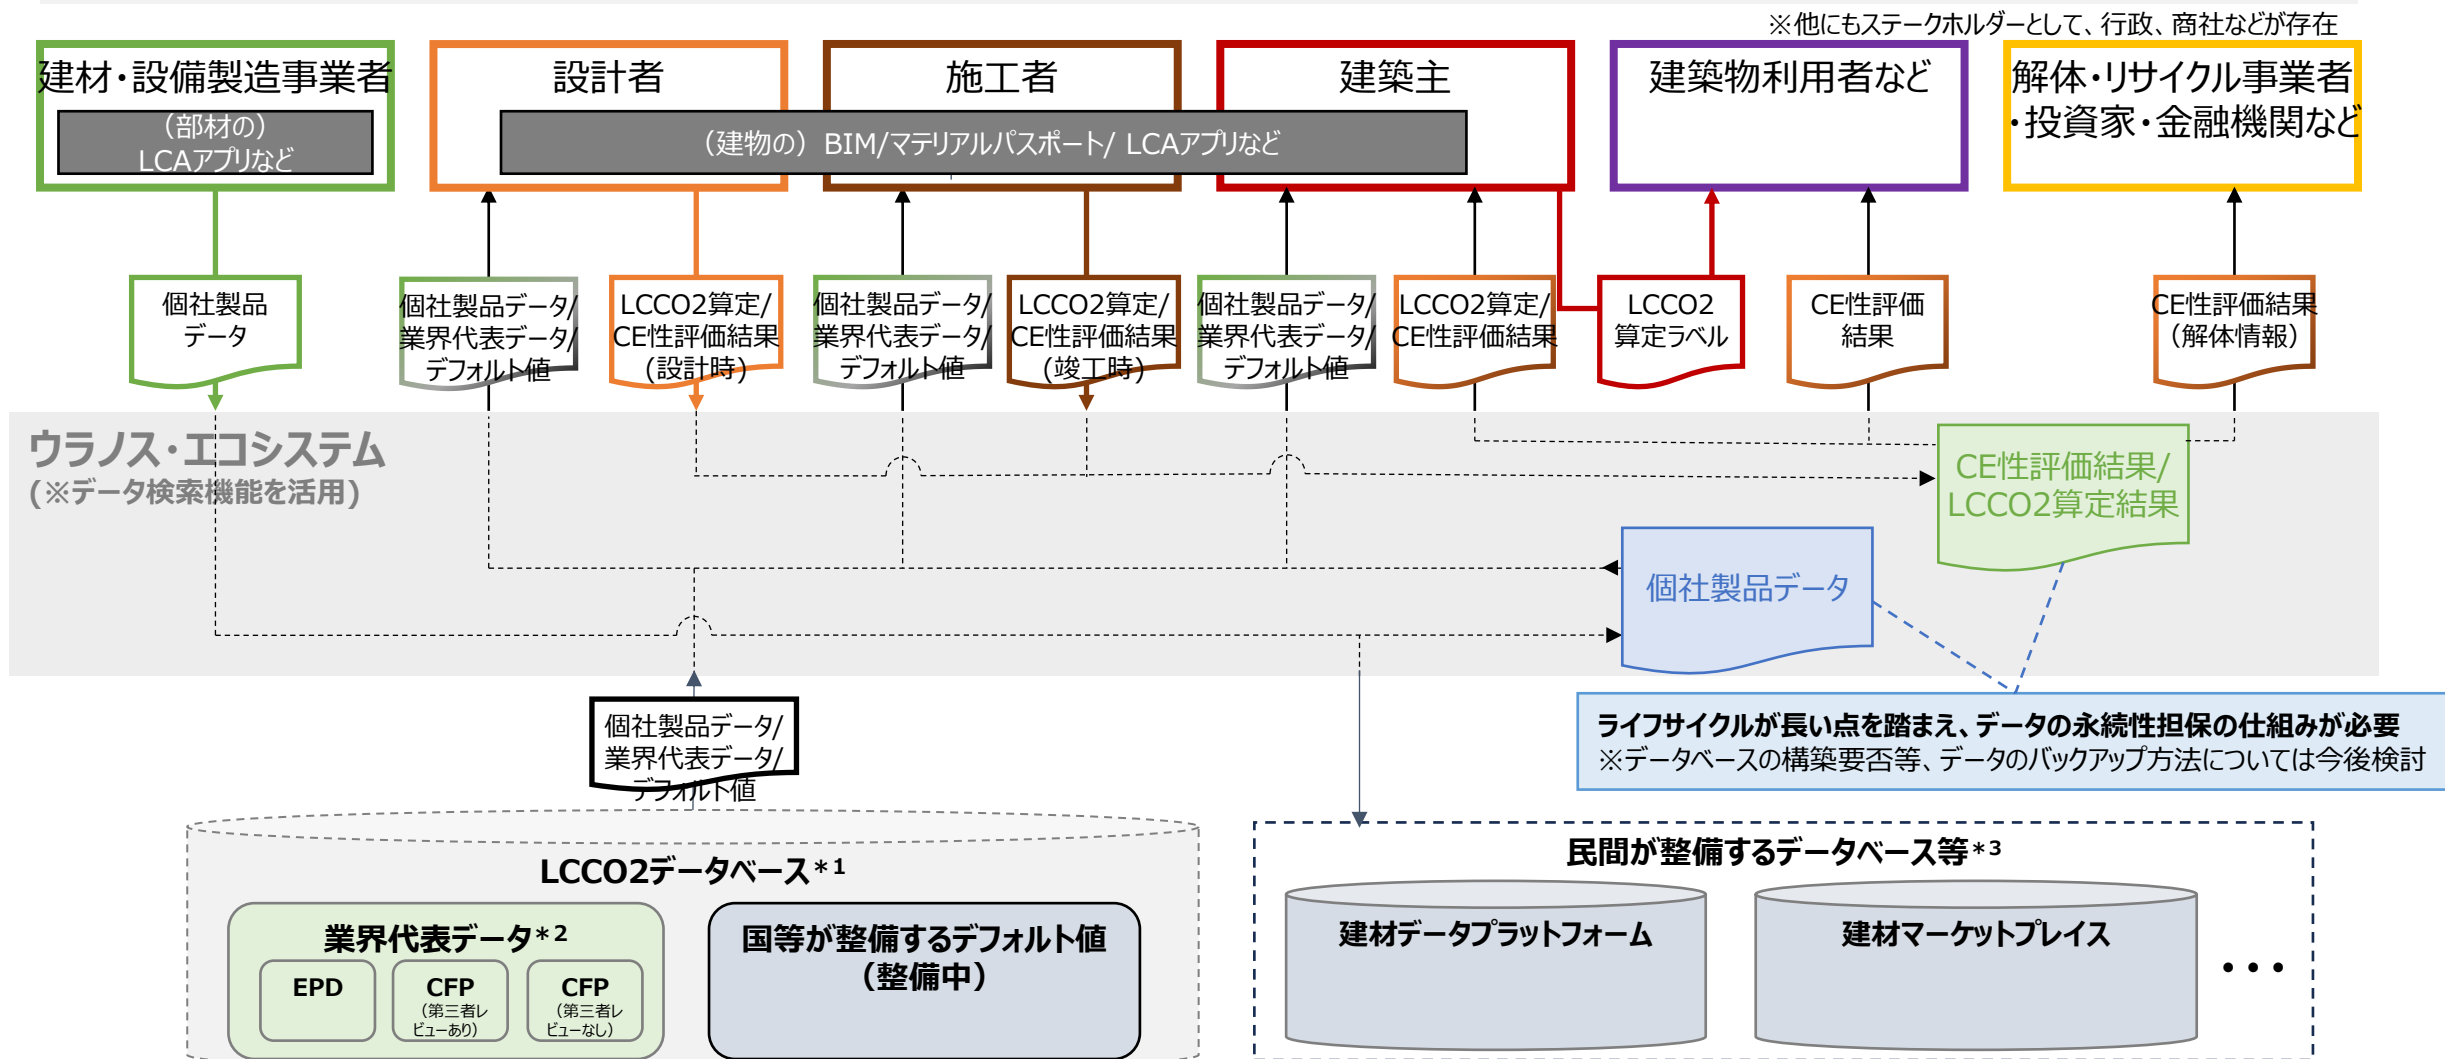 ※他にもステークホルダーとして、行政、商社などが存在
建材・設備製造事業者
（部材の）
LCAアプリなど
設計者
施工者
建築主
（建物の）BIM/マテリアルパスポート/ LCAアプリなど
建築物利用者など
解体・リサイクル事業者
・投資家・金融機関など
個社製品
データ
個社製品データ/
業界代表データ/
デフォルト値
LCCO2算定/
CE性評価結果
(設計時)
個社製品データ/
業界代表データ/
デフォルト値
LCCO2算定/
CE性評価結果
(竣工時)
個社製品データ/
業界代表データ/
デフォルト値
LCCO2算定/
CE性評価結果
LCCO2
算定ラベル
CE性評価
結果
CE性評価結果
（解体情報）
ウラノス・エコシステム
(※データ検索機能を活用)
CE性評価結果/
LCCO2算定結果
個社製品データ
個社製品データ/
業界代表データ/
デフォルト値
ライフサイクルが長い点を踏まえ、データの永続性担保の仕組みが必要
※データベースの構築要否等、データのバックアップ方法については今後検討
LCCO2データベース*1
業界代表データ*2
EPD
CFP
（第三者レ
ビューあり）
CFP
（第三者レ
ビューなし）
国等が整備するデフォルト値
（整備中）
民間が整備するデータベース等*3
建材データプラットフォーム
建材マーケットプレイス
・・・